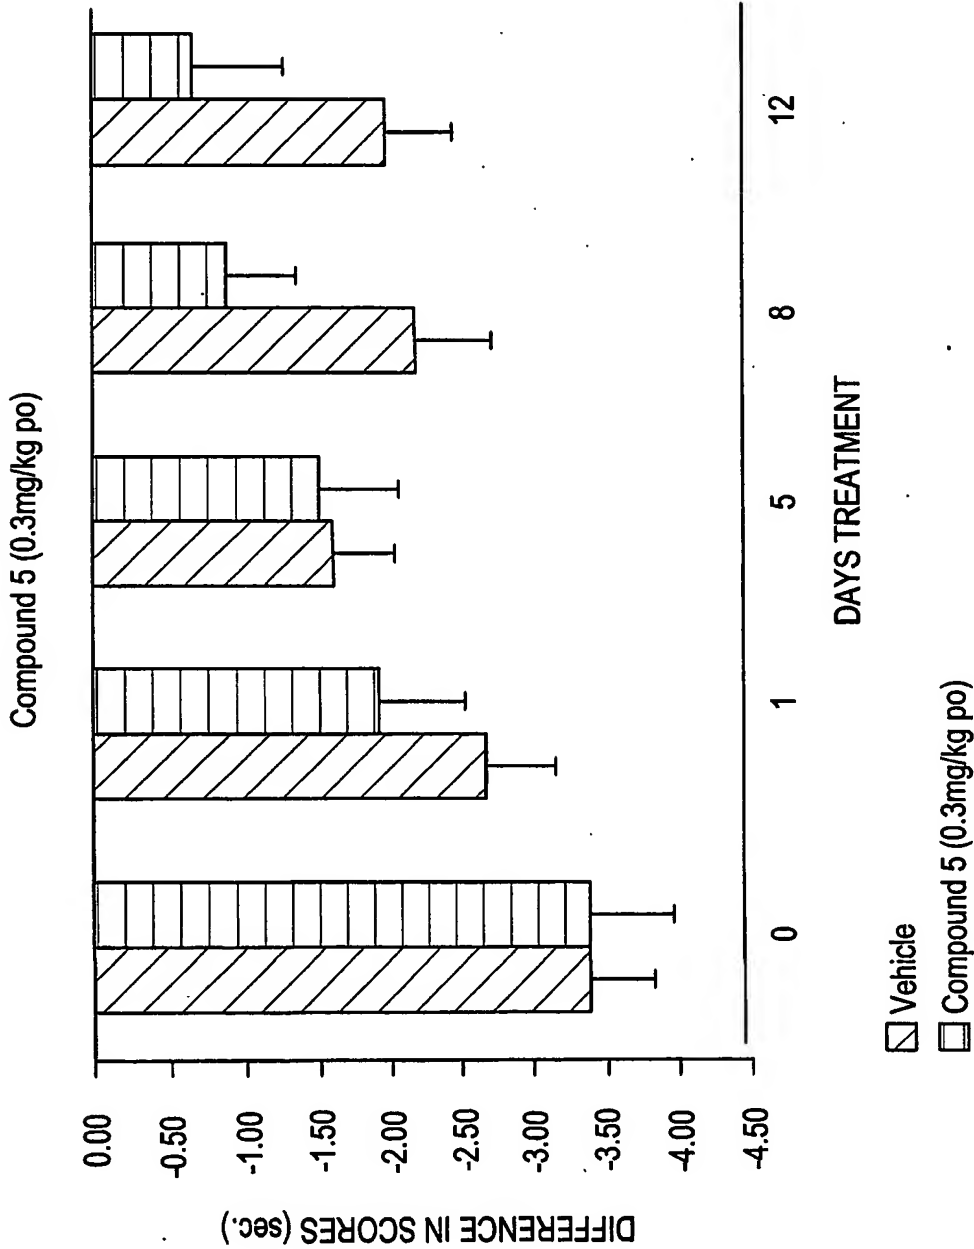 Compound 5 (0.3mg/kg po)
0.00
-0.50
-1.00
-1.50
-2.00
-2.50
-3.00
-3.50
-4.00
-4.50
DIFFERENCE IN SCORES (sec.)
0 1 5 8 12
DAYS TREATMENT
Vehicle
Compound 5 (0.3mg/kg po)